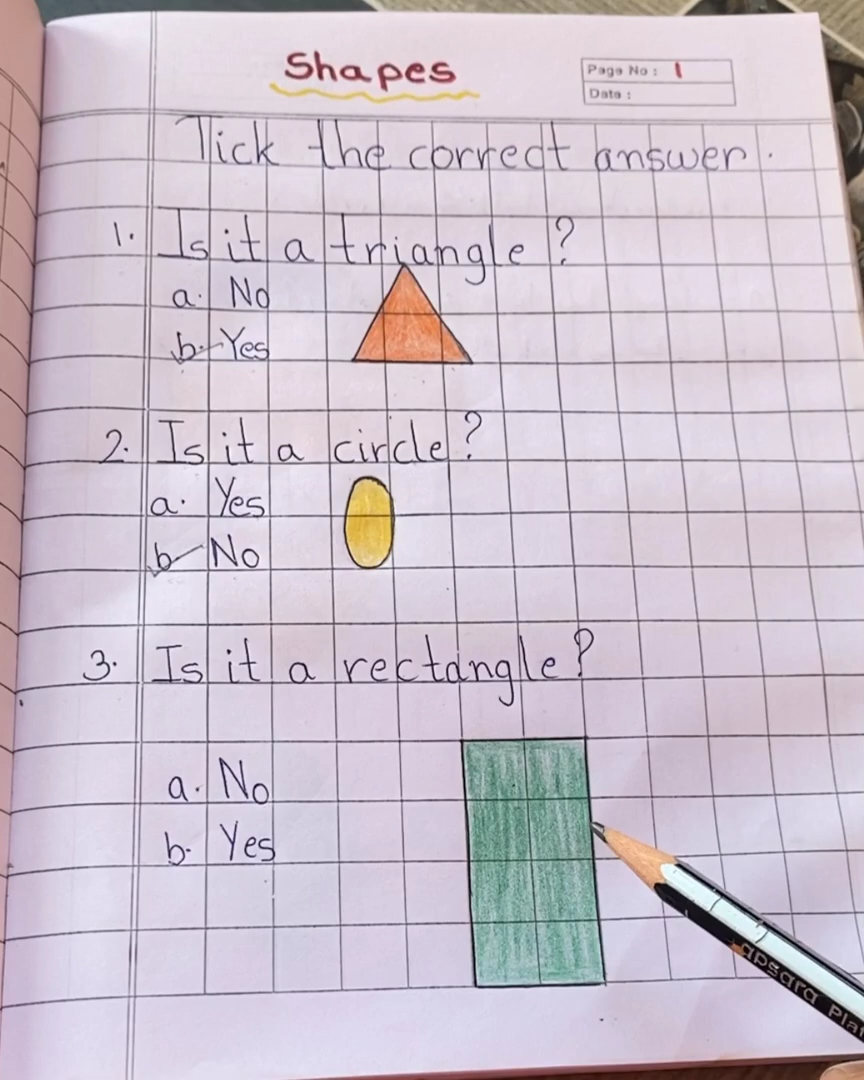 Shapes
Page No : 1
Date :
Tick the correct answer.
1. Is it a triangle ?
a. No
b. Yes
2. Is it a circle ?
a. Yes
b No
3. Is it a rectangle ?
a. No
b. Yes
apsara